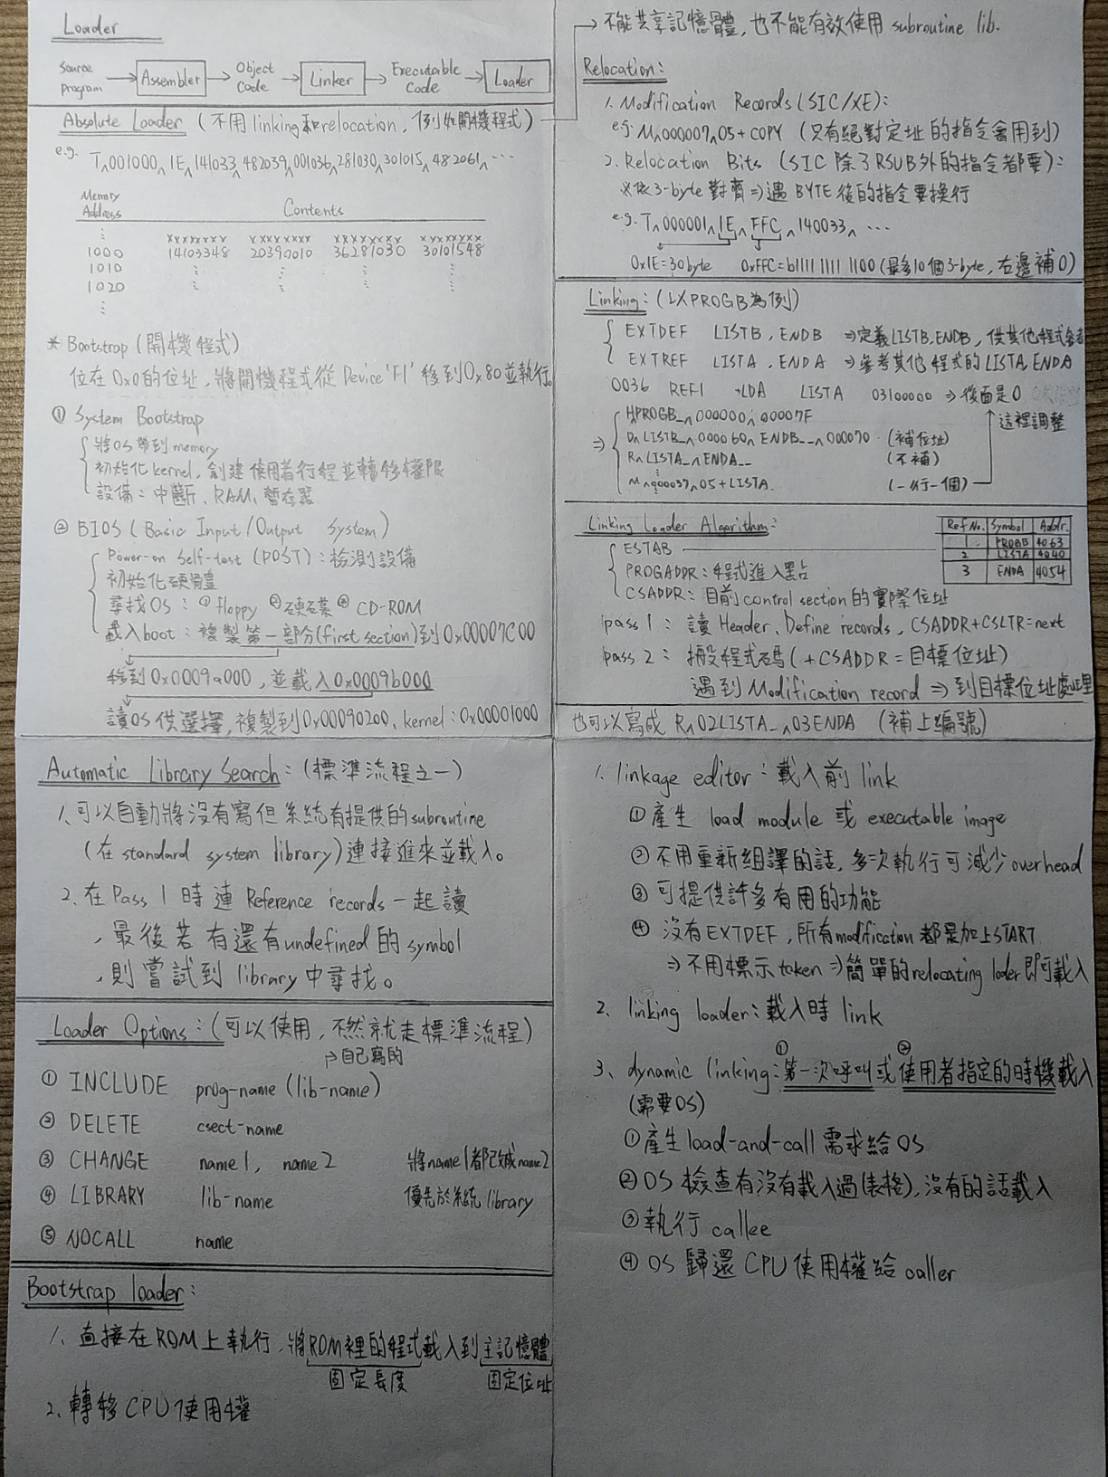 Loader
Source program → Assembler → Object Code → Linker → Executable Code → Loader
Absolute Loader (不用linking和relocation, 例如開機程式)
e.g. T^001000^1E^141033^482039^001036^281030^301015^482061^…
Memory Address Contents
⋮ xxxxxxxx xxxxxxxx xxxxxxxx xxxxxxxx
1000 14103348 20390010 36281030 30101548
1010 ⋮ ⋮ ⋮ ⋮
1020
⋮
* Bootstrap (開機程式)
位在0x0的位址, 將開機程式從Device 'F1' 移到0x80並執行。
① System Bootstrap
將OS帶到memory
初始化kernel, 創建使用者行程並轉移權限
設備: 中斷、RAM、暫存器
② BIOS (Basic Input/Output System)
Power-on Self-test (POST): 檢測設備
初始化硬體
尋找OS: ① floppy ② 硬碟 ③ CD-ROM
載入boot: 複製第一部分(first section)到0x00007C00
移到0x0009a000, 並載入0x0009b000
讀OS供選擇, 複製到0x00090200, kernel: 0x00001000
→ 不能共享記憶體, 也不能有效使用 subroutine lib.
Relocation:
1. Modification Records (SIC/XE):
eg. M^000007^05+COPY (只有絕對定址的指令會用到)
2. Relocation Bits (SIC 除了RSUB外的指令都要):
※依3-byte對齊⇒遇BYTE後的指令要換行
e.g. T^000001^1E^FFC^140033^ …
0x1E=30byte 0xFFC=b1111 1111 1100 (最多10個3-byte, 右邊補0)
Linking: (以PROGB為例)
EXTDEF LISTB, ENDB ⇒定義LISTB, ENDB, 供其他程式參考
EXTREF LISTA, ENDA ⇒參考其他程式的LISTA, ENDA
0036 REF1 +LDA LISTA 03100000 → 後面是0
HPROGB_^000000^00007F 這裡調整
⇒ D^LISTB_^000060^ENDB__^000070 (補位址)
R^LISTA_^ENDA__ (不補)
M^000037^05+LISTA (一行一個)
Linking Loader Algorithm:
Ref No. Symbol Addr.
1 PROGB 4063
2 LISTA 4040
3 ENDA 4054
ESTAB
PROGADDR: 程式進入點
CSADDR: 目前control section的實際位址
pass 1: 讀Header、Define records, CSADDR+CSLTR=next
pass 2: 搬設程式碼(+CSADDR=目標位址)
遇到Modification record ⇒ 到目標位址處理
也可以寫成 R^02LISTA_^03ENDA (補上編號)
Automatic Library Search: (標準流程之一)
1. 可以自動將沒有寫但系統有提供的subroutine
(在standard system library)連接進來並載入。
2. 在Pass 1時連Reference records一起讀
, 最後若有還有undefined的symbol
, 則嘗試到library中尋找。
Loader Options: (可以使用, 不然就走標準流程)
→自己寫的
① INCLUDE prog-name (lib-name)
② DELETE csect-name
③ CHANGE name1, name2 將name1都改成name2
④ LIBRARY lib-name 優先於系統library
⑤ NOCALL name
Bootstrap loader:
1. 直接在ROM上執行, 將ROM裡的程式載入到主記憶體
固定長度 固定位址
2. 轉移CPU使用權
1. linkage editor: 載入前link
① 產生 load module 或 executable image
② 不用重新組譯的話, 多次執行可減少overhead
③ 可提供許多有用的功能
④ 沒有EXTDEF, 所有modification都是加上START
⇒ 不用標示token ⇒簡單的relocating loder即可載入
2. linking loader: 載入時link
3. dynamic linking: ①第一次呼叫或②使用者指定的時機載入
(需要OS)
① 產生load-and-call需求給OS
② OS檢查有沒有載入過(表格), 沒有的話載入
③ 執行callee
④ OS歸還CPU使用權給caller